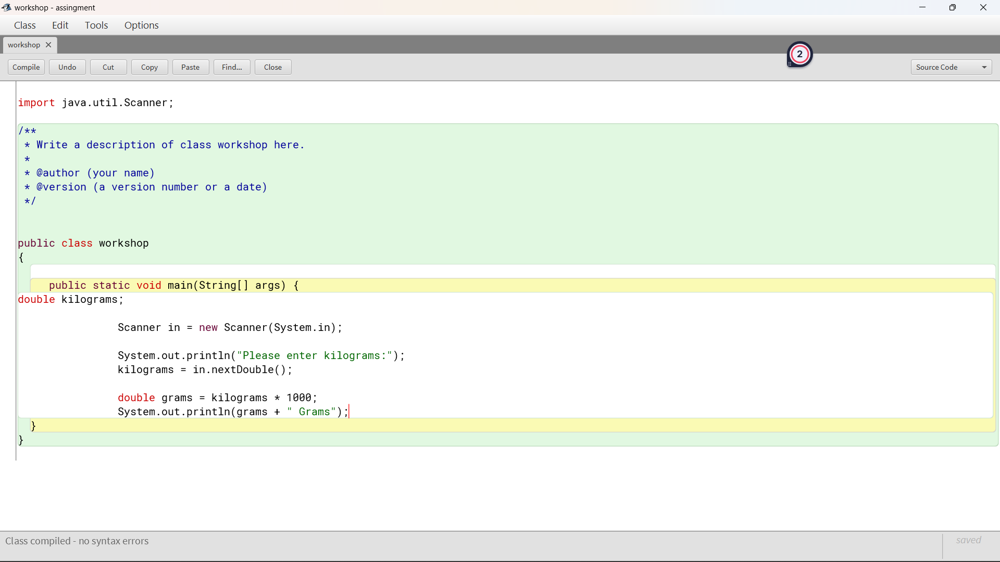 workshop - assingment
Class Edit Tools Options
workshop
2
Compile Undo Cut Copy Paste Find... Close Source Code
import java.util.Scanner;
/**
 * Write a description of class workshop here.
 *
 * @author (your name)
 * @version (a version number or a date)
 */
public class workshop
{
public static void main(String[] args) {
double kilograms;
Scanner in = new Scanner(System.in);
System.out.println("Please enter kilograms:");
kilograms = in.nextDouble();
double grams = kilograms * 1000;
System.out.println(grams + " Grams");
}
}
Class compiled - no syntax errors
saved